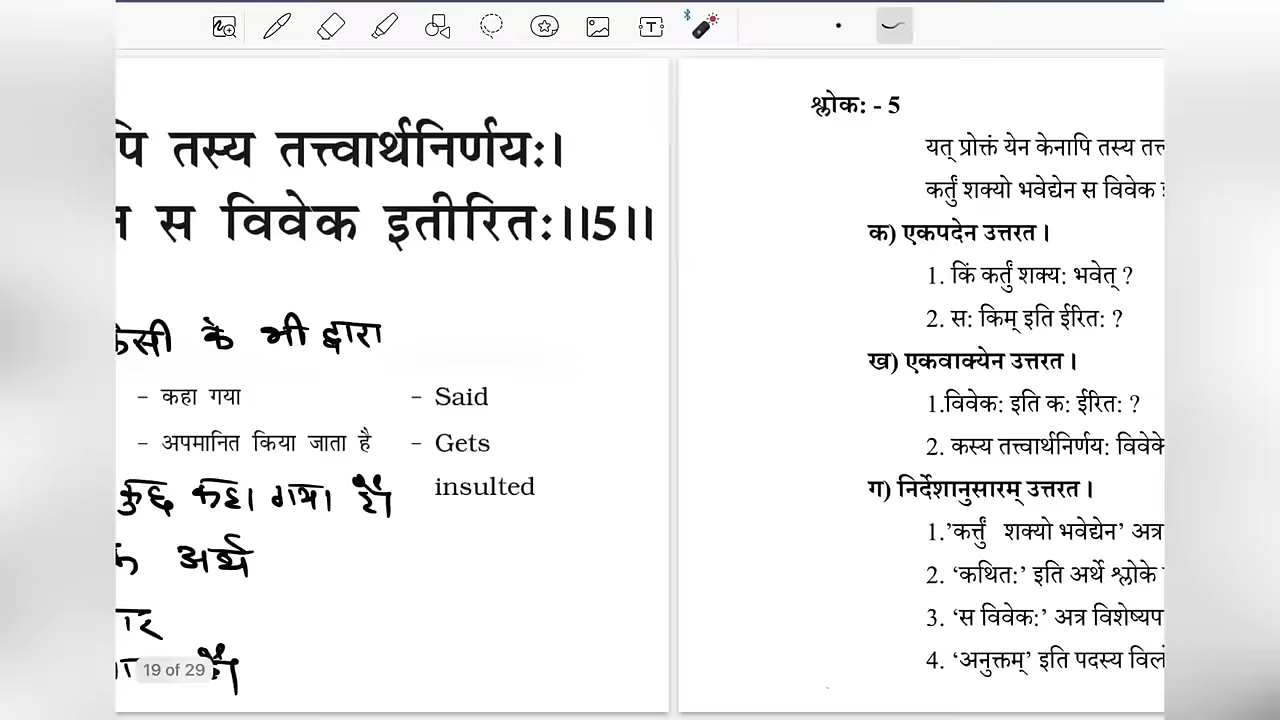 पि तस्य तत्त्वार्थनिर्णयः।
न स विवेक इतीरितः।।5।।
किसी के भी द्वारा
– कहा गया – Said
– अपमानित किया जाता है – Gets
insulted
कुछ कहा गया है
अर्थ
19 of 29
श्लोक: - 5
यत् प्रोक्तं येन केनापि तस्य तत्त
कर्तुं शक्यो भवेद्येन स विवेक इ
क) एकपदेन उत्तरत।
1. किं कर्तुं शक्य: भवेत् ?
2. स: किम् इति ईरित: ?
ख) एकवाक्येन उत्तरत।
1.विवेक: इति क: ईरित: ?
2. कस्य तत्त्वार्थनिर्णय: विवेके
ग) निर्देशानुसारम् उत्तरत।
1.’कर्त्तुं शक्यो भवेद्येन’ अत्र
2. ‘कथित:’ इति अर्थे श्लोके
3. ‘स विवेक:’ अत्र विशेष्यप
4. ‘अनुक्तम्’ इति पदस्य विलो